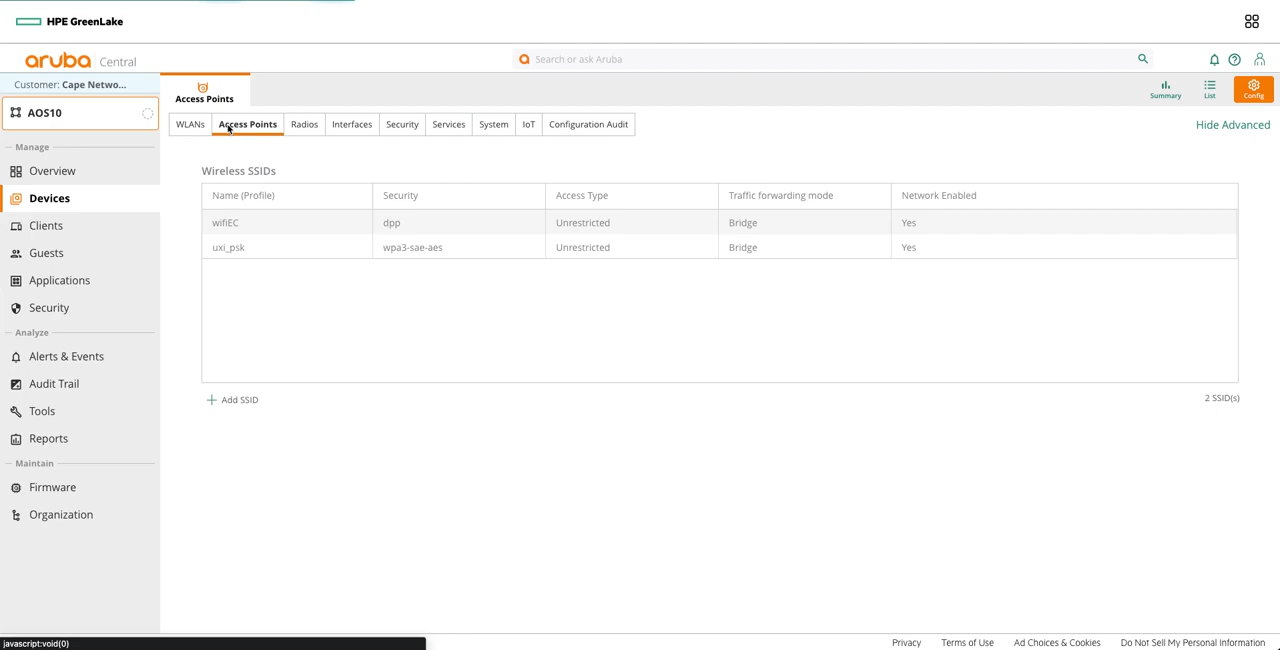 HPE GreenLake
aruba Central
Search or ask Aruba
Customer: Cape Netwo...
AOS10
Access Points
Summary
List
Config
WLANs Access Points Radios Interfaces Security Services System IoT Configuration Audit
Hide Advanced
Manage
Overview
Devices
Clients
Guests
Applications
Security
Analyze
Alerts & Events
Audit Trail
Tools
Reports
Maintain
Firmware
Organization
Wireless SSIDs
Name (Profile) Security Access Type Traffic forwarding mode Network Enabled
wifiEC dpp Unrestricted Bridge Yes
uxi_psk wpa3-sae-aes Unrestricted Bridge Yes
Add SSID
2 SSID(s)
javascript:void(0)
Privacy Terms of Use Ad Choices & Cookies Do Not Sell My Personal Information